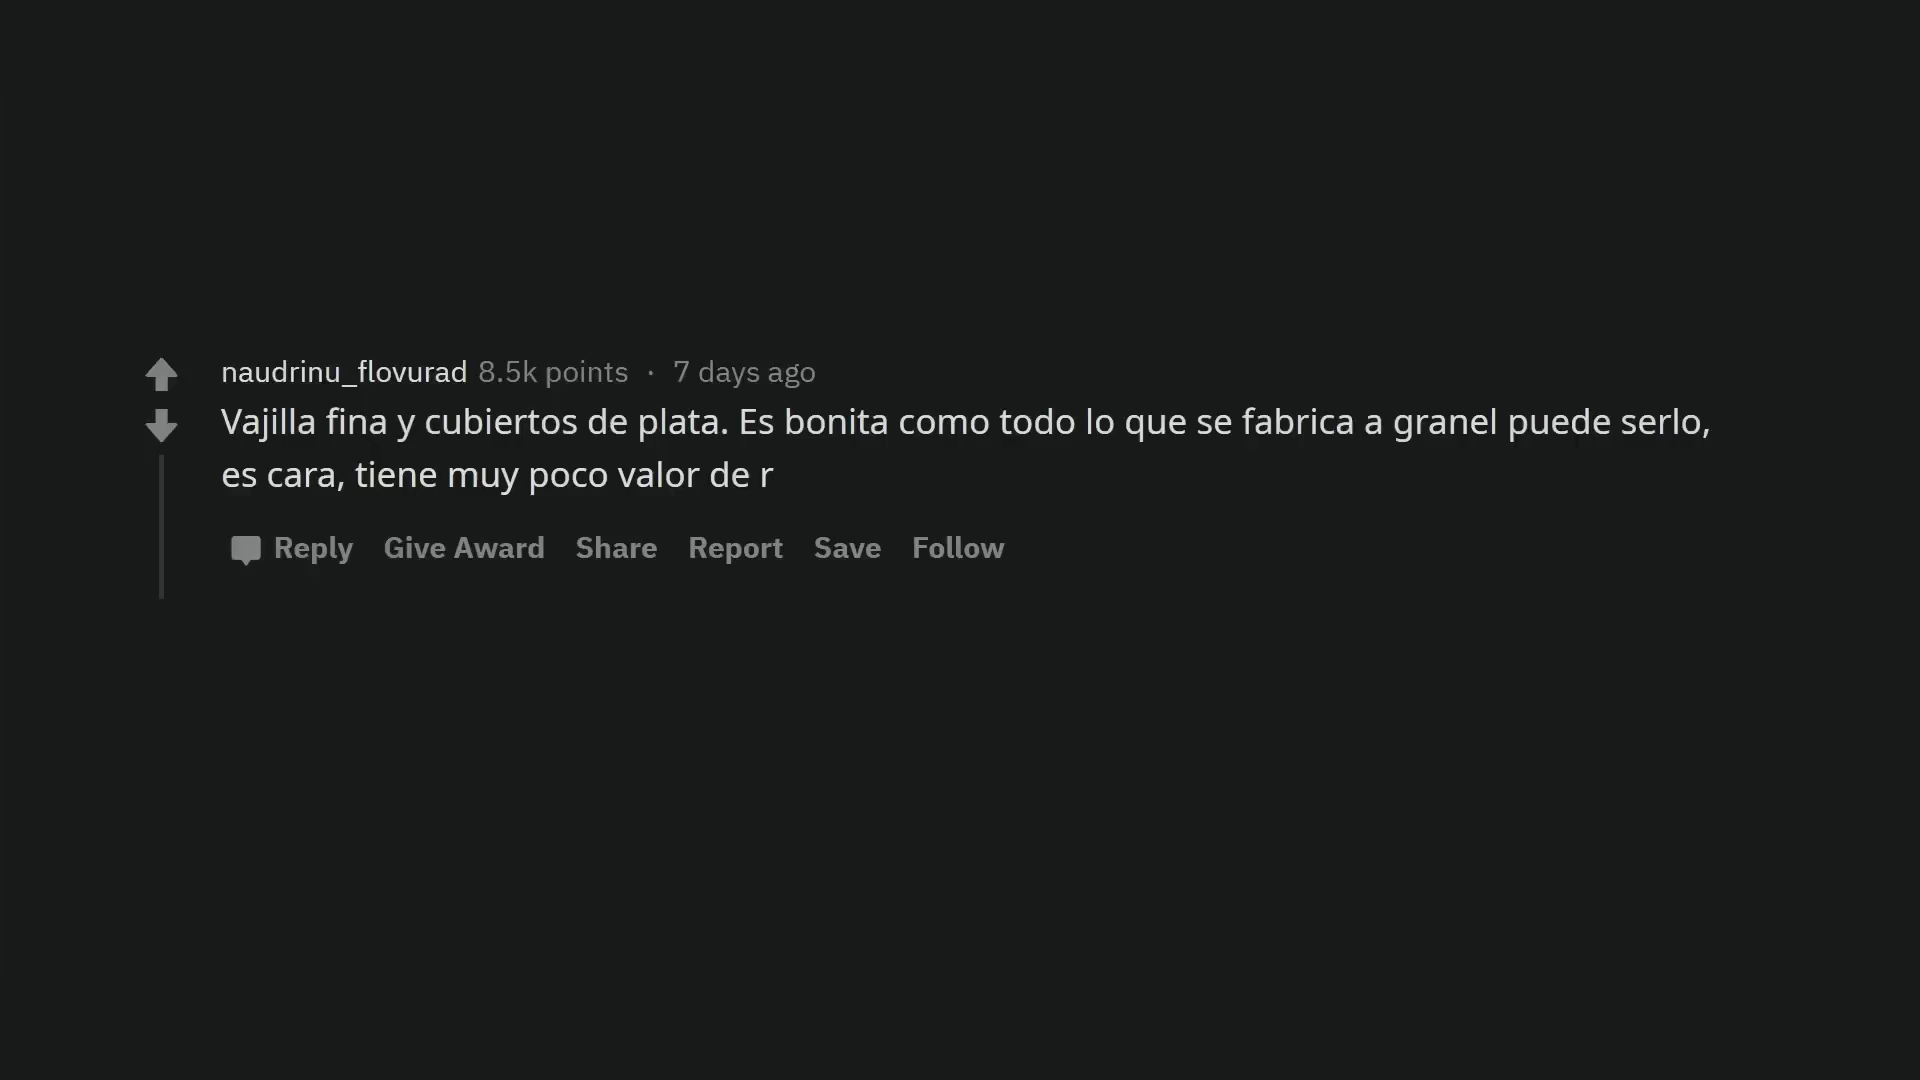 naudrinu_flovurad 8.5k points · 7 days ago
Vajilla fina y cubiertos de plata. Es bonita como todo lo que se fabrica a granel puede serlo,
es cara, tiene muy poco valor de r
Reply Give Award Share Report Save Follow